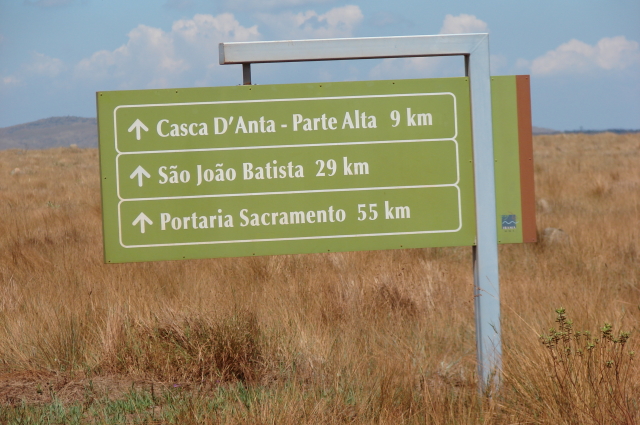 ↑ Casca D'Anta - Parte Alta 9 km
↑ São João Batista 29 km
↑ Portaria Sacramento 55 km